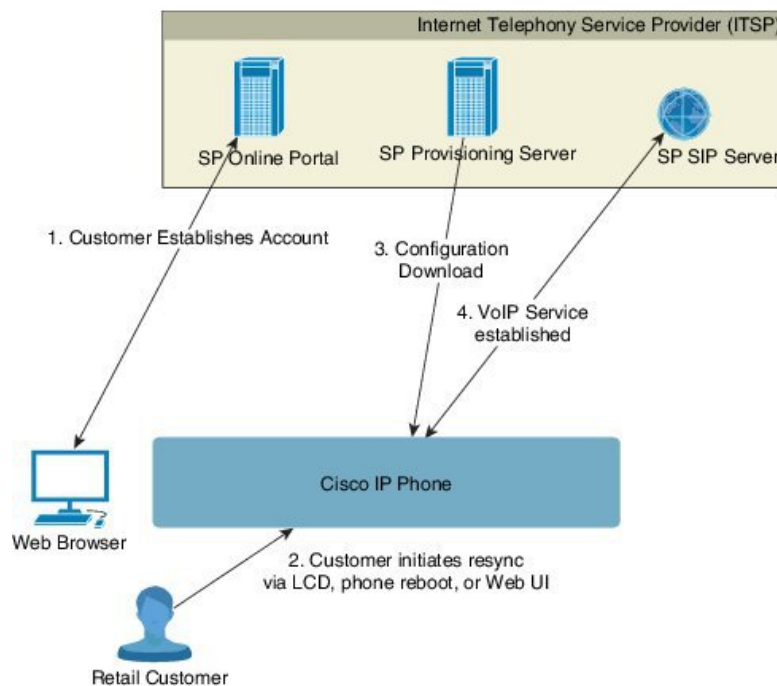 Internet Telephony Service Provider (ITSP)
SP Online Portal
SP Provisioning Server
SP SIP Server
1. Customer Establishes Account
3. Configuration
Download
4. VoIP Service
established
Cisco IP Phone
Web Browser
2. Customer initiates resync
via LCD, phone reboot, or Web UI
Retail Customer